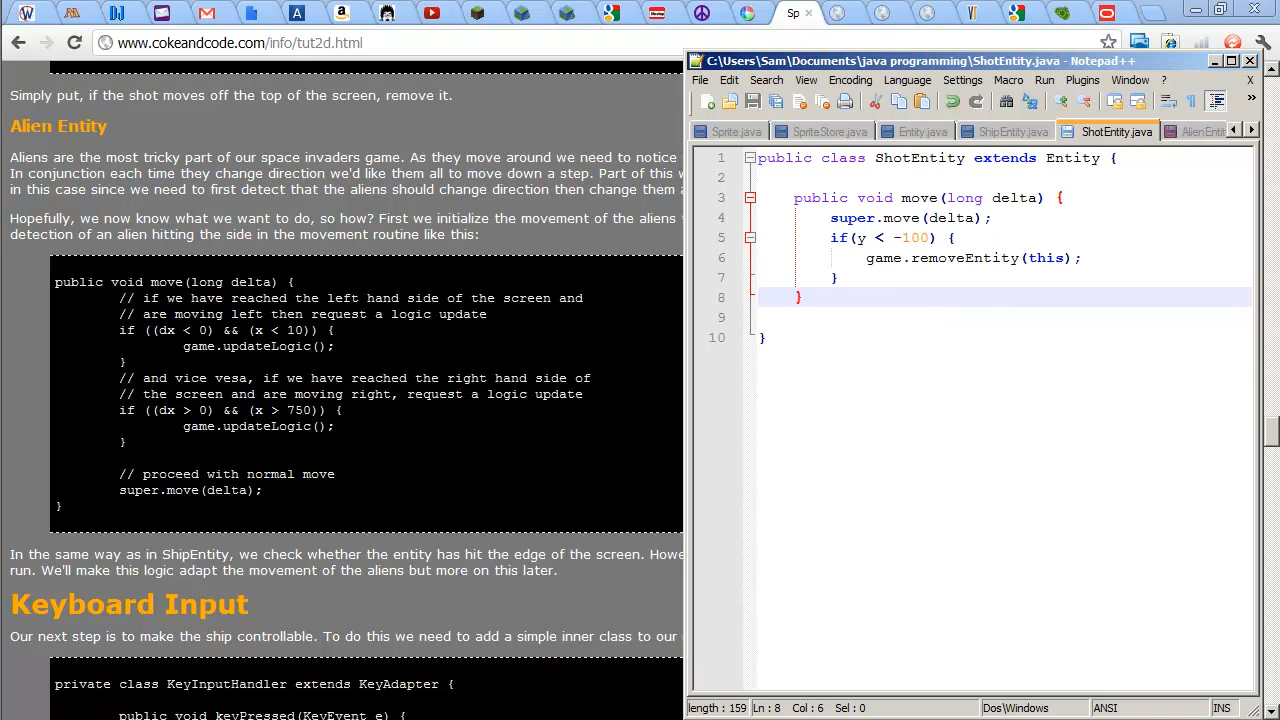 Sp
www.cokeandcode.com/info/tut2d.html
Simply put, if the shot moves off the top of the screen, remove it.
Alien Entity
Aliens are the most tricky part of our space invaders game. As they move around we need to notice
In conjunction each time they change direction we'd like them all to move down a step. Part of this
in this case since we need to first detect that the aliens should change direction then change them
Hopefully, we now know what we want to do, so how? First we initialize the movement of the aliens
detection of an alien hitting the side in the movement routine like this:
public void move(long delta) {
// if we have reached the left hand side of the screen and
// are moving left then request a logic update
if ((dx < 0) && (x < 10)) {
game.updateLogic();
}
// and vice vesa, if we have reached the right hand side of
// the screen and are moving right, request a logic update
if ((dx > 0) && (x > 750)) {
game.updateLogic();
}
// proceed with normal move
super.move(delta);
}
In the same way as in ShipEntity, we check whether the entity has hit the edge of the screen. Howe
run. We'll make this logic adapt the movement of the aliens but more on this later.
Keyboard Input
Our next step is to make the ship controllable. To do this we need to add a simple inner class to our
private class KeyInputHandler extends KeyAdapter {
public void keyPressed(KeyEvent e) {
C:\Users\Sam\Documents\java programming\ShotEntity.java - Notepad++
File Edit Search View Encoding Language Settings Macro Run Plugins Window ? X
Sprite.java SpriteStore.java Entity.java ShipEntity.java ShotEntity.java AlienEntit
1 public class ShotEntity extends Entity {
2
3 public void move(long delta) {
4 super.move(delta);
5 if(y < -100) {
6 game.removeEntity(this);
7 }
8 }
9
10 }
length : 159 Ln : 8 Col : 6 Sel : 0 Dos\Windows ANSI INS